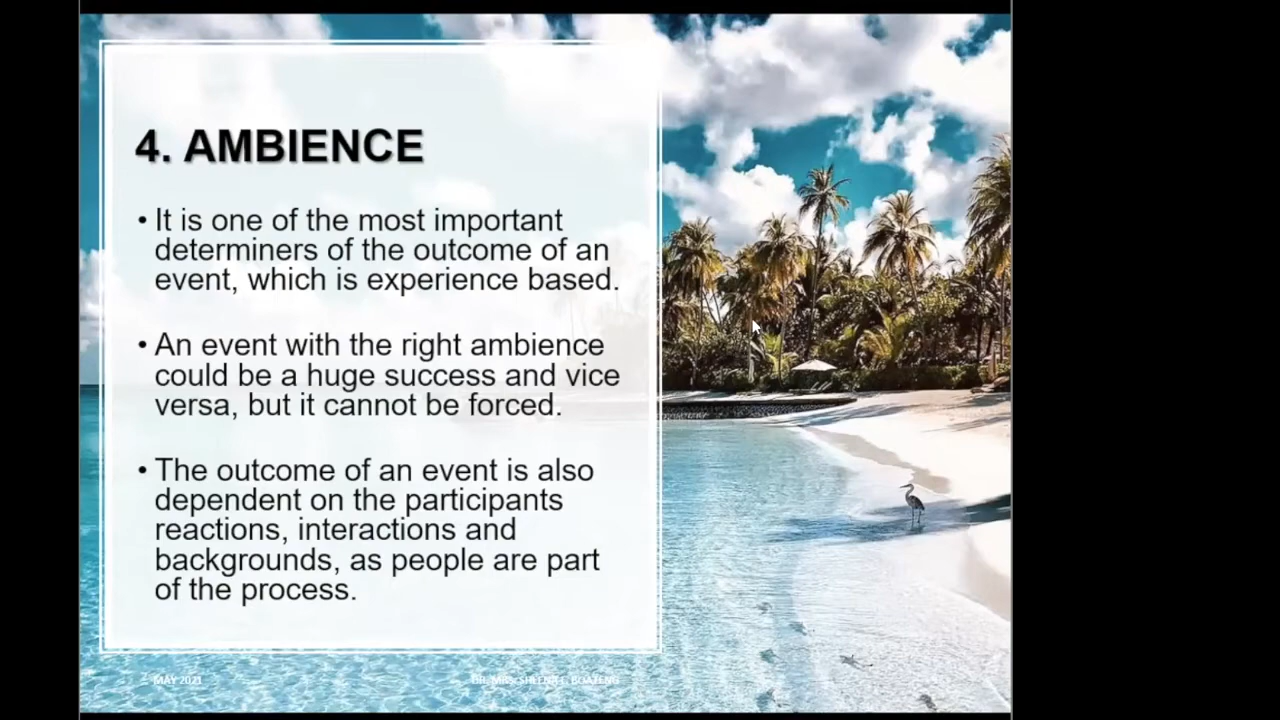 4. AMBIENCE
• It is one of the most important
determiners of the outcome of an
event, which is experience based.
• An event with the right ambience
could be a huge success and vice
versa, but it cannot be forced.
• The outcome of an event is also
dependent on the participants
reactions, interactions and
backgrounds, as people are part
of the process.
MAY 2021
BOATENG